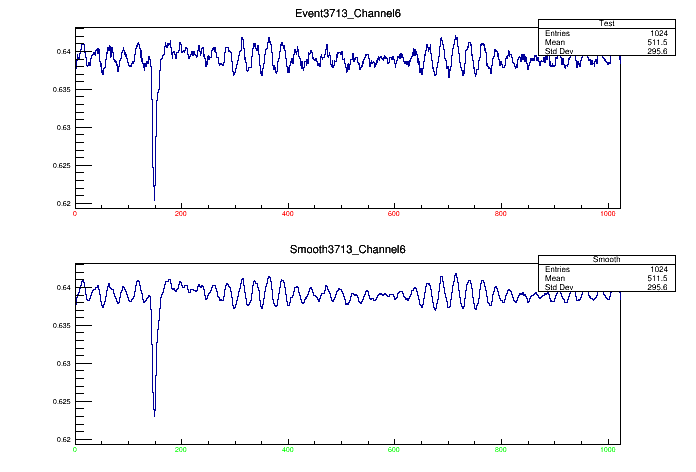 Event3713_Channel6
Test
Entries 1024
Mean 511.5
Std Dev 295.6
0.64
0.635
0.63
0.625
0.62
0 200 400 600 800 1000
Smooth3713_Channel6
Smooth
Entries 1024
Mean 511.5
Std Dev 295.6
0.64
0.635
0.63
0.625
0.62
0 200 400 600 800 1000